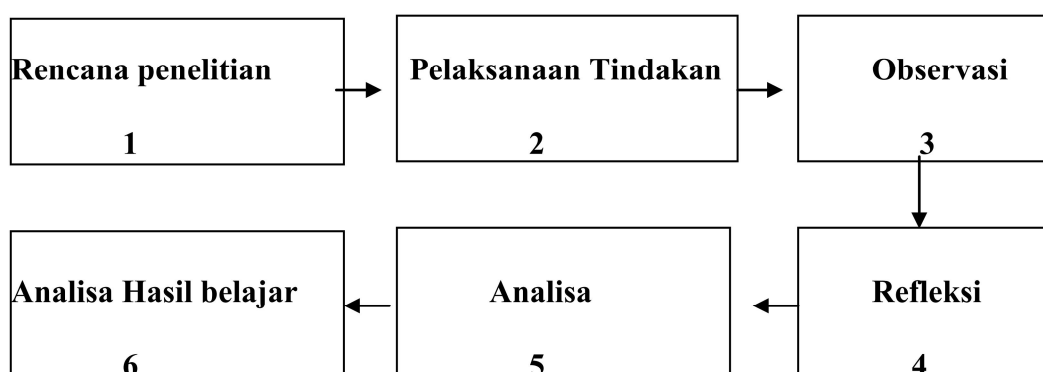 Rencana penelitian
1
Pelaksanaan Tindakan
2
Observasi
3
Refleksi
4
Analisa
5
Analisa Hasil belajar
6